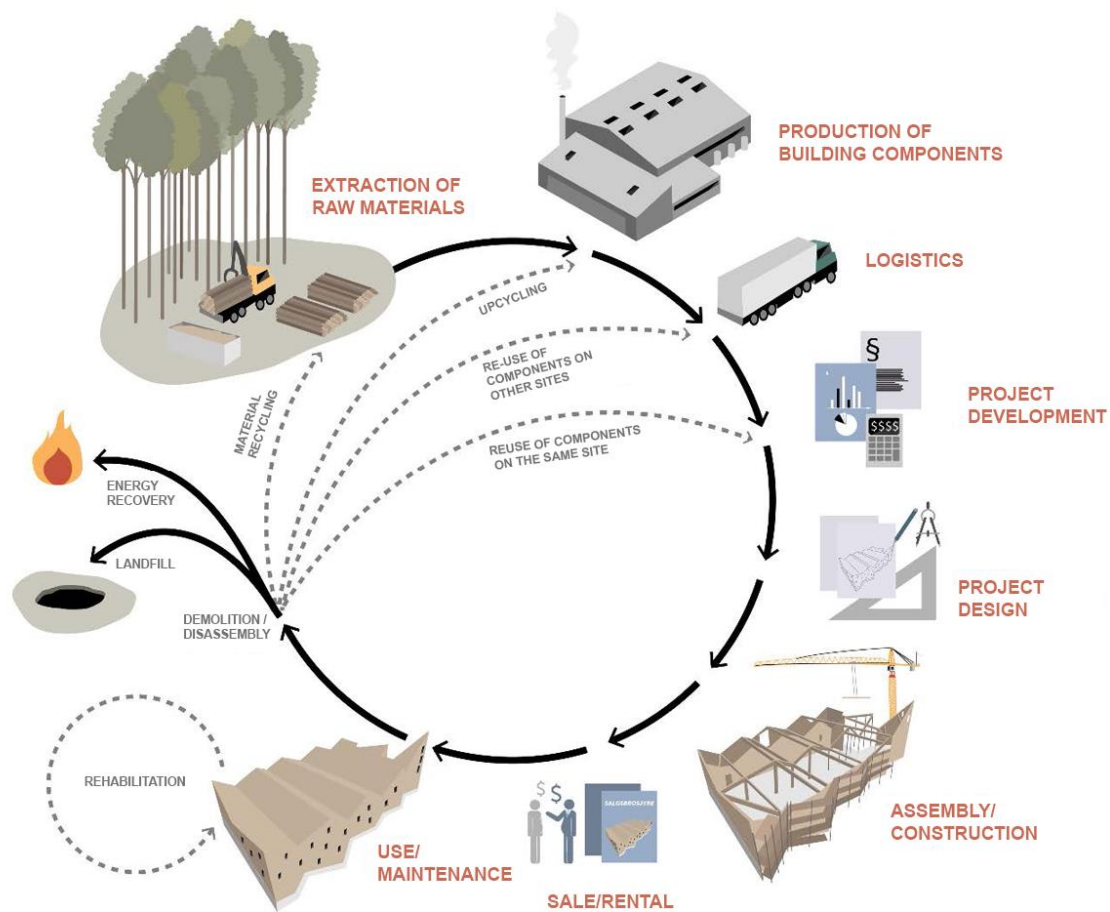 PRODUCTION OF
BUILDING COMPONENTS
EXTRACTION OF
RAW MATERIALS
LOGISTICS
UPCYCLING
RE-USE OF
COMPONENTS ON
OTHER SITES
§
$$$$
PROJECT
DEVELOPMENT
MATERIAL
RECYCLING
REUSE OF COMPONENTS
ON THE SAME SITE
ENERGY
RECOVERY
LANDFILL
PROJECT
DESIGN
DEMOLITION /
DISASSEMBLY
REHABILITATION
ASSEMBLY/
CONSTRUCTION
$ $
SALGSBROSJYRE
USE/
MAINTENANCE
SALE/RENTAL